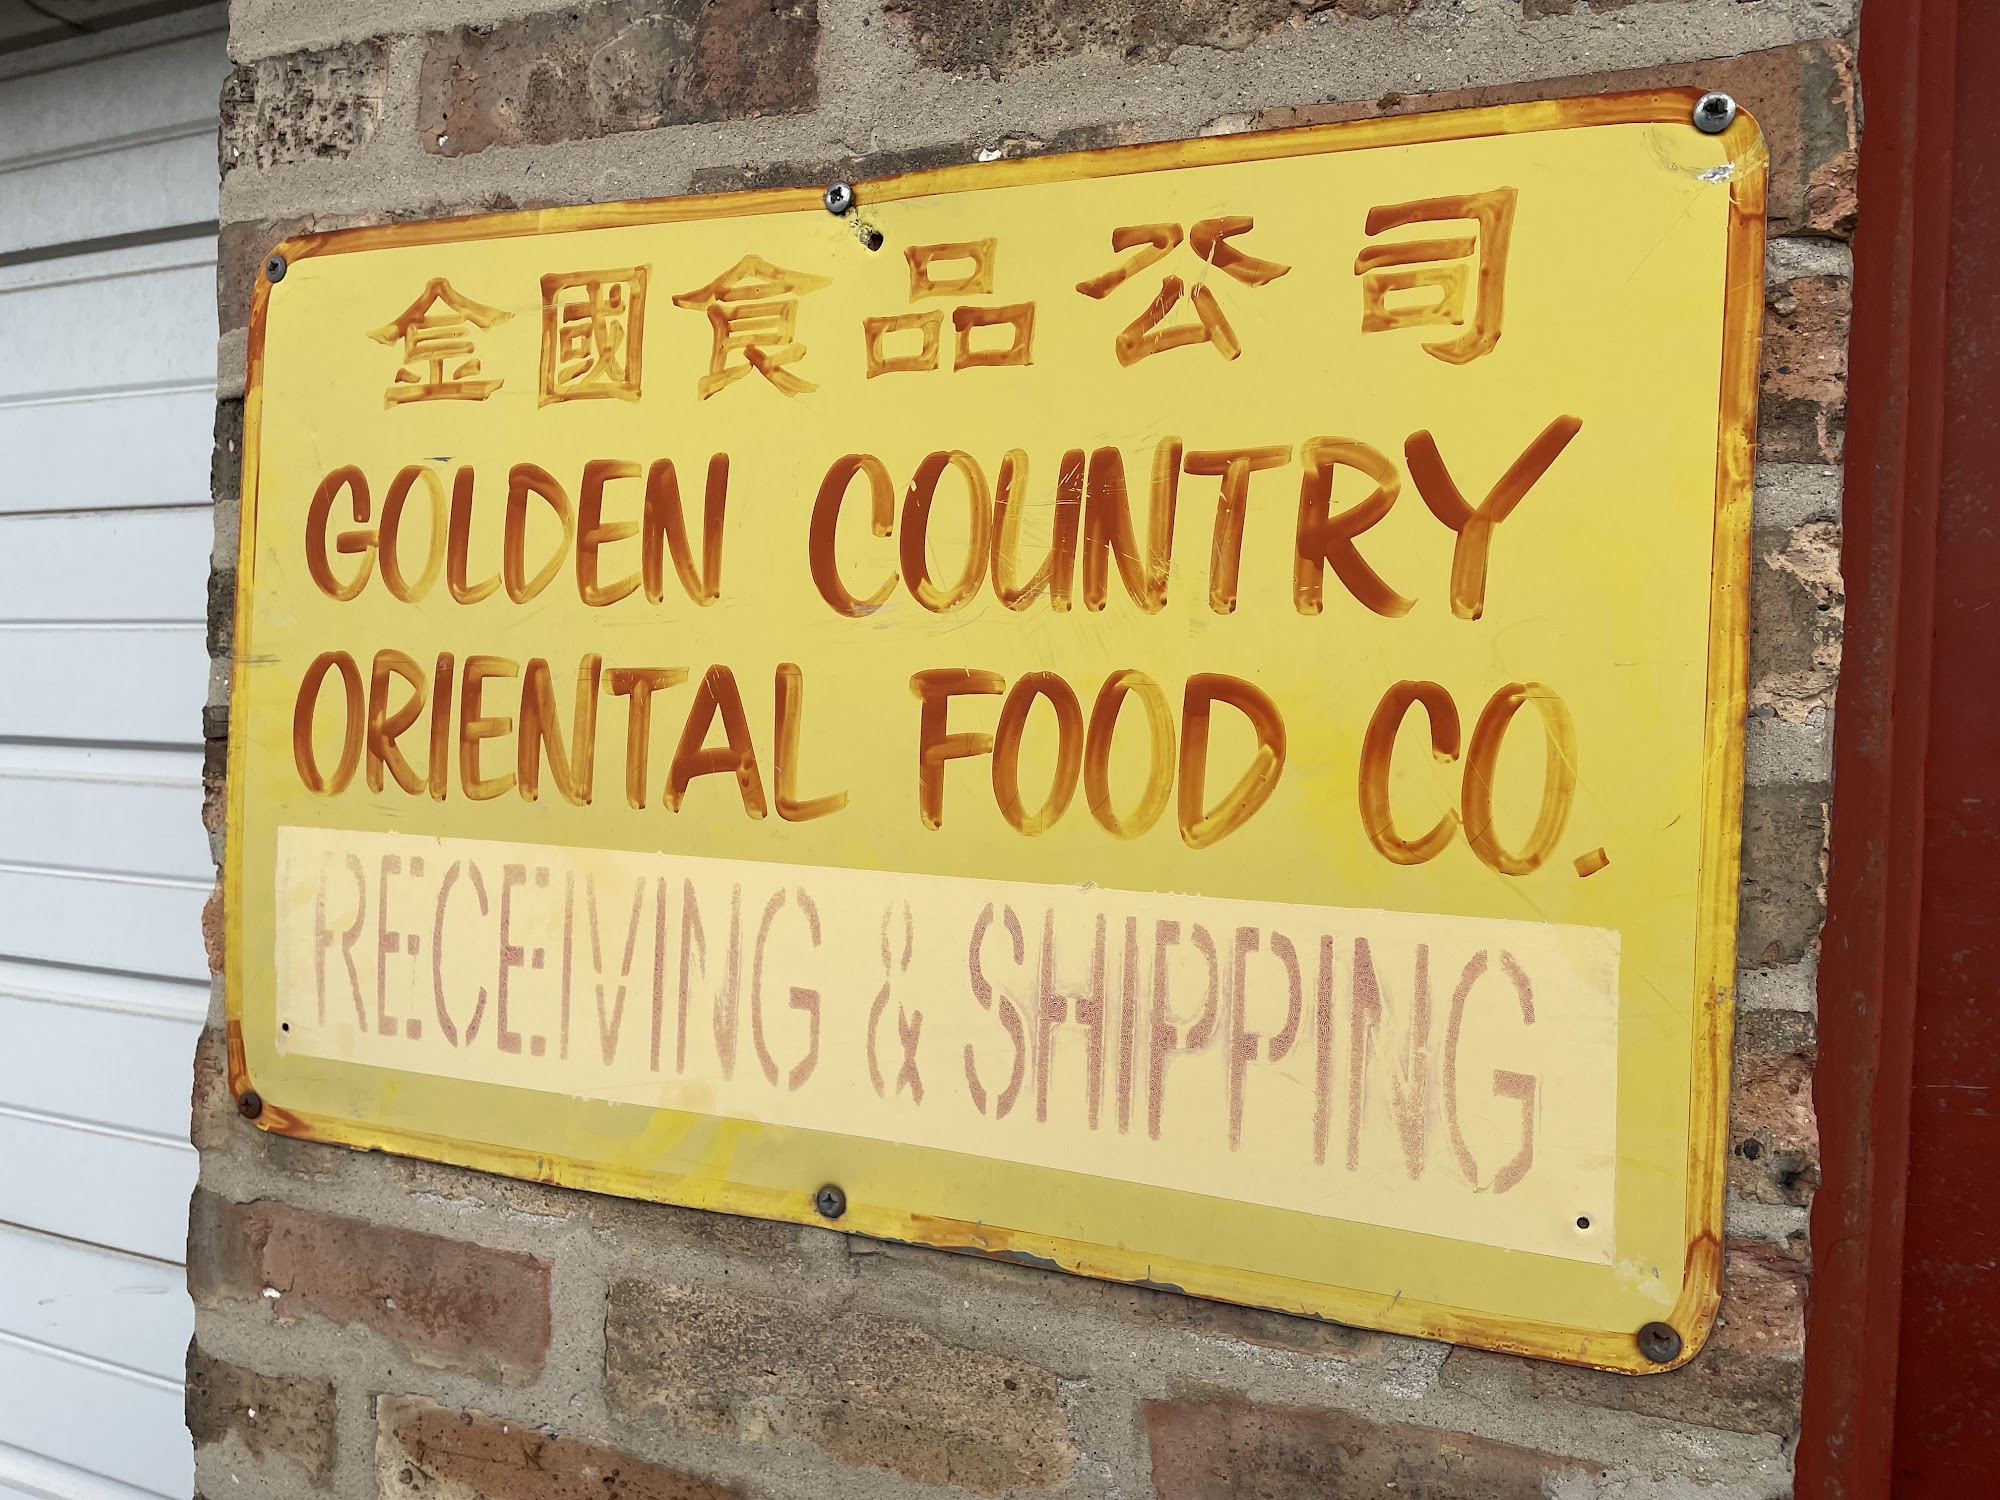 金國食品公司
GOLDEN COUNTRY
ORIENTAL FOOD CO.
RECEIVING & SHIPPING